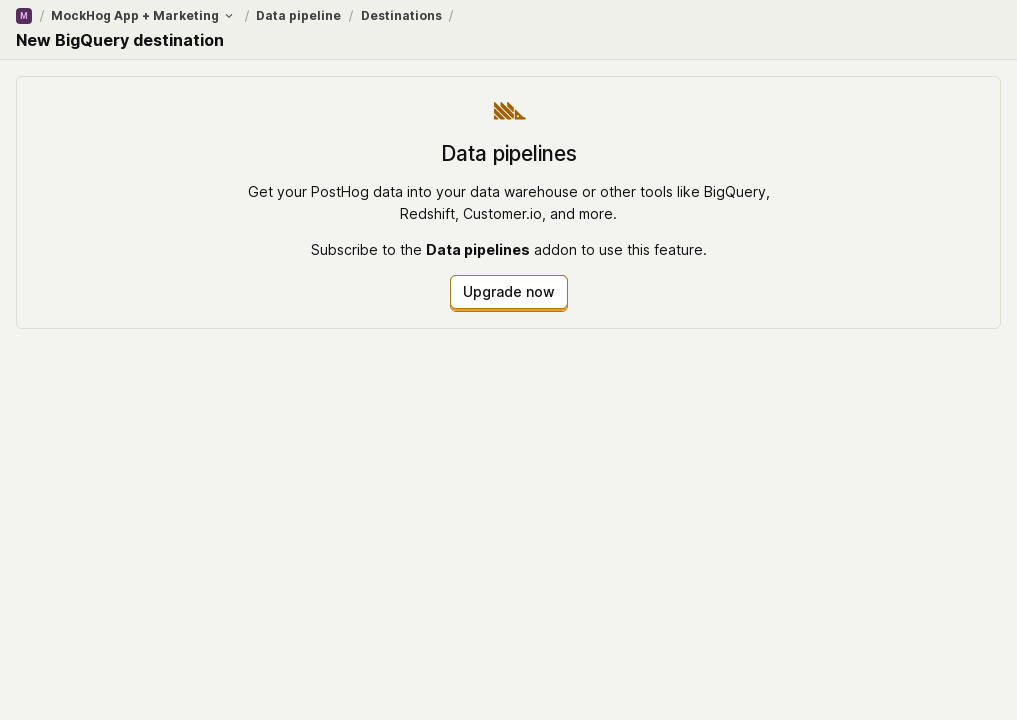 M / MockHog App + Marketing / Data pipeline / Destinations /
New BigQuery destination
Data pipelines
Get your PostHog data into your data warehouse or other tools like BigQuery,
Redshift, Customer.io, and more.
Subscribe to the Data pipelines addon to use this feature.
Upgrade now